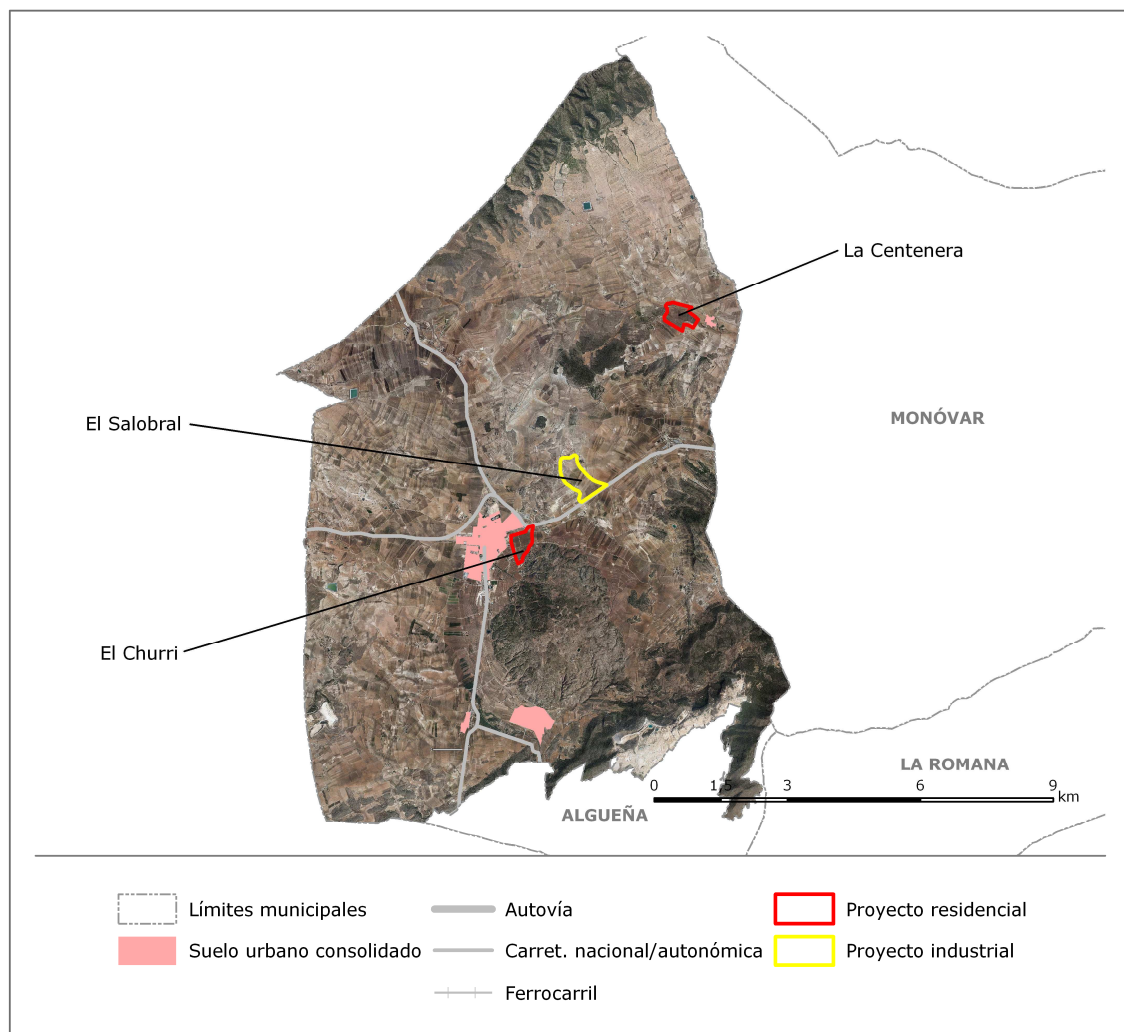 La Centenera
El Salobral
MONÓVAR
El Churri
LA ROMANA
0 1,5 3 6 9
km
ALGUEÑA
Límites municipales
Autovía
Proyecto residencial
Suelo urbano consolidado
Carret. nacional/autonómica
Proyecto industrial
Ferrocarril